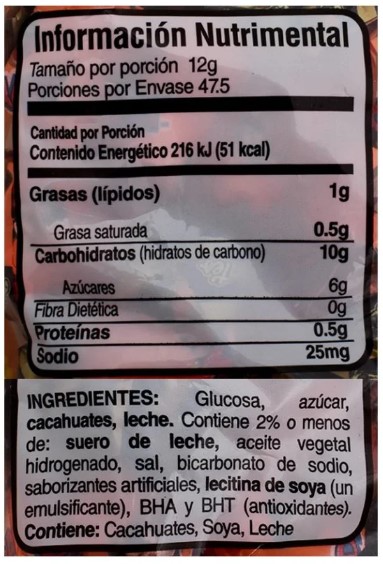 Información Nutrimental
Tamaño por porción 12g
Porciones por Envase 47.5
Cantidad por Porción
Contenido Energético 216 kJ (51 kcal)
Grasas (lípidos) 1g
Grasa saturada 0.5g
Carbohidratos (hidratos de carbono) 10g
Azúcares 6g
Fibra Dietética 0g
Proteínas 0.5g
Sodio 25mg
INGREDIENTES: Glucosa, azúcar,
cacahuates, leche. Contiene 2% o menos
de: suero de leche, aceite vegetal
hidrogenado, sal, bicarbonato de sodio,
saborizantes artificiales, lecitina de soya (un
emulsificante), BHA y BHT (antioxidantes).
Contiene: Cacahuates, Soya, Leche